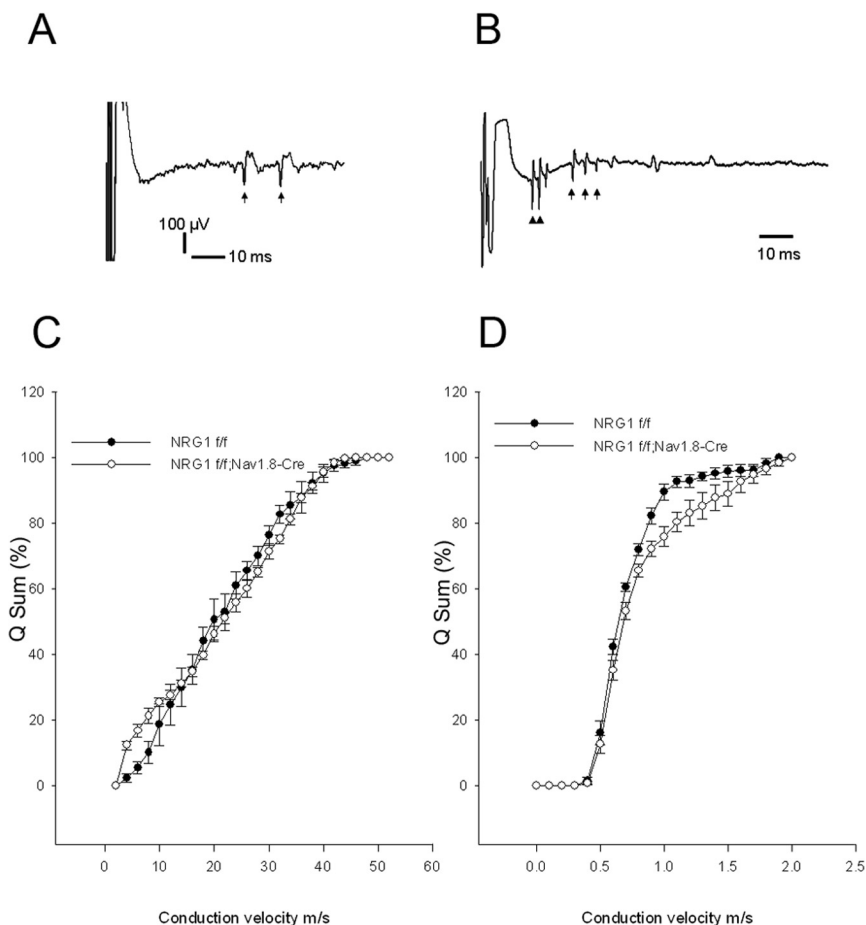 A
B
100 µV
10 ms
10 ms
C
D
120
100
80
60
40
20
0
Q Sum (%)
NRG1 f/f
NRG1 f/f;Nav1.8-Cre
0
10
20
30
40
50
60
Conduction velocity m/s
120
100
80
60
40
20
0
Q Sum (%)
NRG1 f/f
NRG1 f/f;Nav1.8-Cre
0.0
0.5
1.0
1.5
2.0
2.5
Conduction velocity m/s